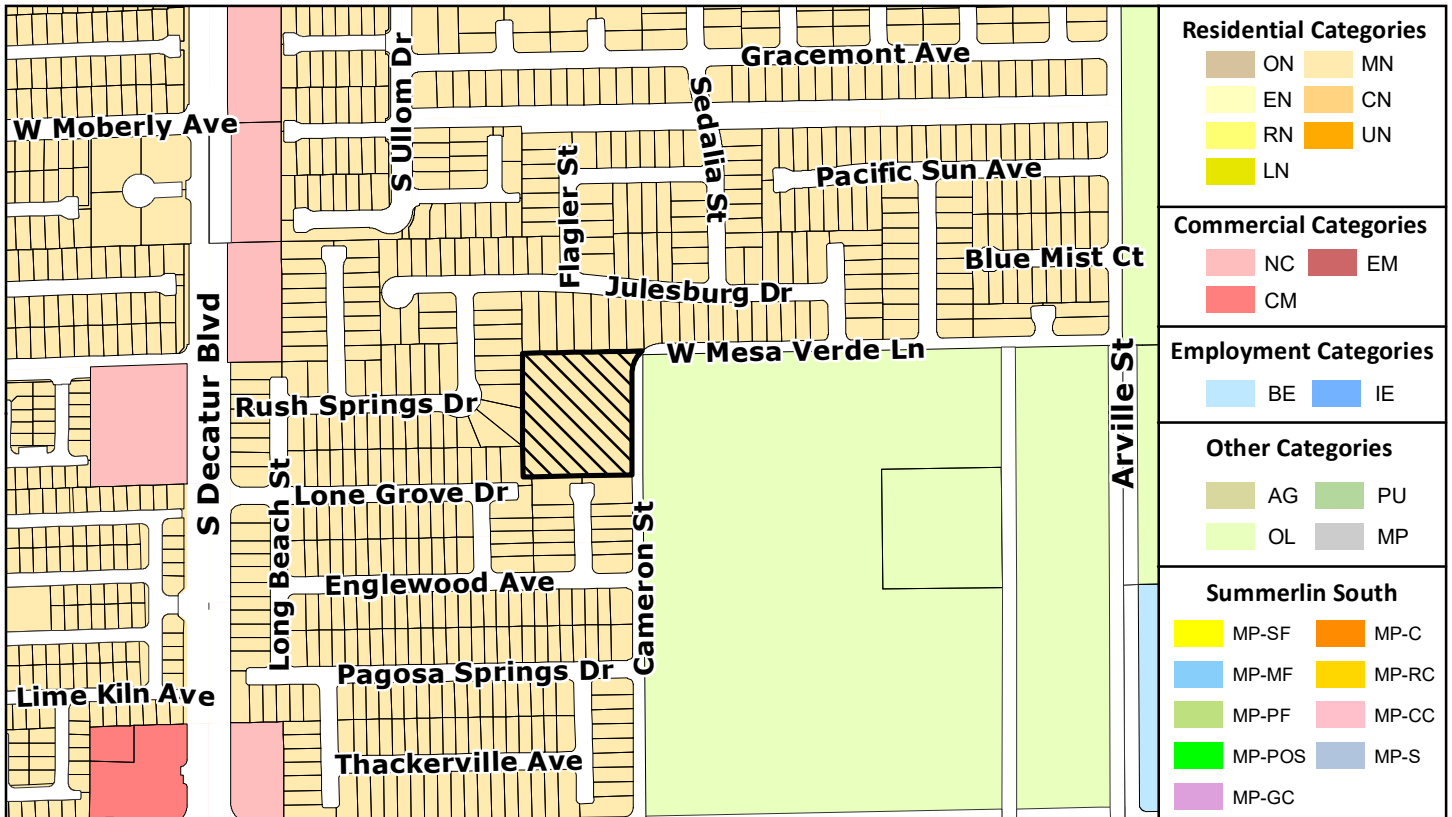 Gracemont Ave
S Ullom Dr
Sedalia St
W Moberly Ave
Flagler St
Pacific Sun Ave
Blue Mist Ct
Julesburg Dr
S Decatur Blvd
W Mesa Verde Ln
Arville St
Rush Springs Dr
Long Beach St
Lone Grove Dr
Cameron St
Englewood Ave
Pagosa Springs Dr
Lime Kiln Ave
Thackerville Ave
Residential Categories
ON MN
EN CN
RN UN
LN
Commercial Categories
NC EM
CM
Employment Categories
BE IE
Other Categories
AG PU
OL MP
Summerlin South
MP-SF MP-C
MP-MF MP-RC
MP-PF MP-CC
MP-POS MP-S
MP-GC